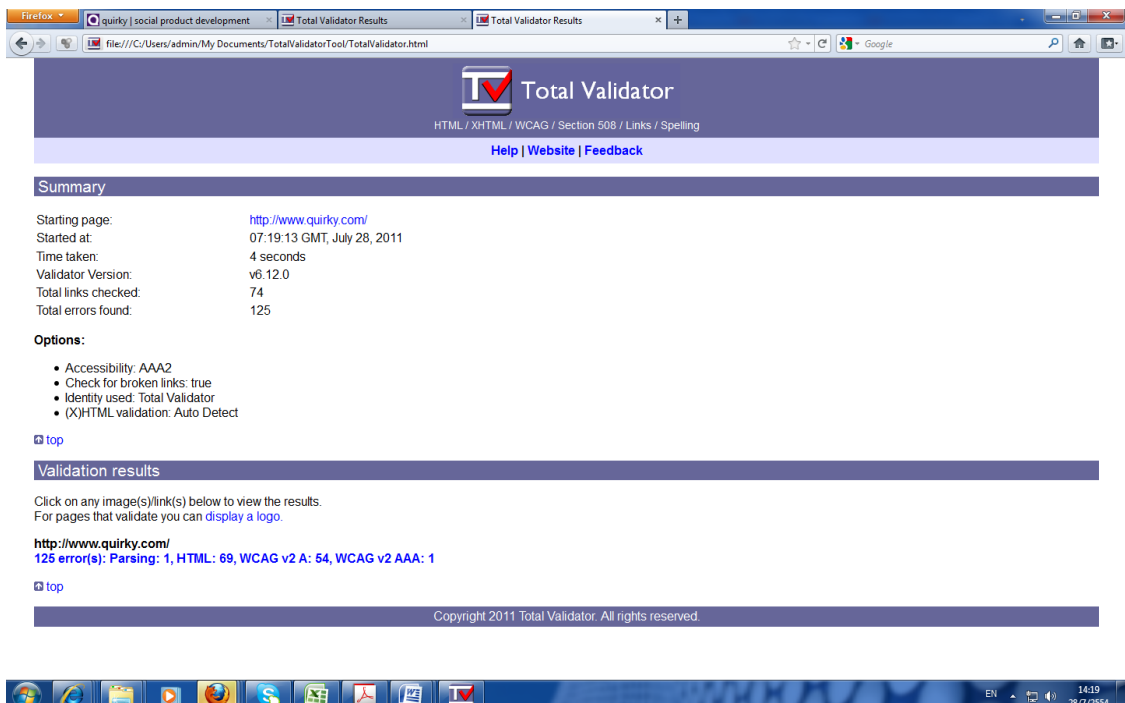 Firefox
quirky | social product development
Total Validator Results
Total Validator Results
file:///C:/Users/admin/My Documents/TotalValidatorTool/TotalValidator.html
Google
TV Total Validator
HTML / XHTML / WCAG / Section 508 / Links / Spelling
Help | Website | Feedback
Summary
Starting page: http://www.quirky.com/
Started at: 07:19:13 GMT, July 28, 2011
Time taken: 4 seconds
Validator Version: v6.12.0
Total links checked: 74
Total errors found: 125
Options:
• Accessibility: AAA2
• Check for broken links: true
• Identity used: Total Validator
• (X)HTML validation: Auto Detect
top
Validation results
Click on any image(s)/link(s) below to view the results.
For pages that validate you can display a logo.
http://www.quirky.com/
125 error(s): Parsing: 1, HTML: 69, WCAG v2 A: 54, WCAG v2 AAA: 1
top
Copyright 2011 Total Validator. All rights reserved.
EN
14:19
28/7/2554